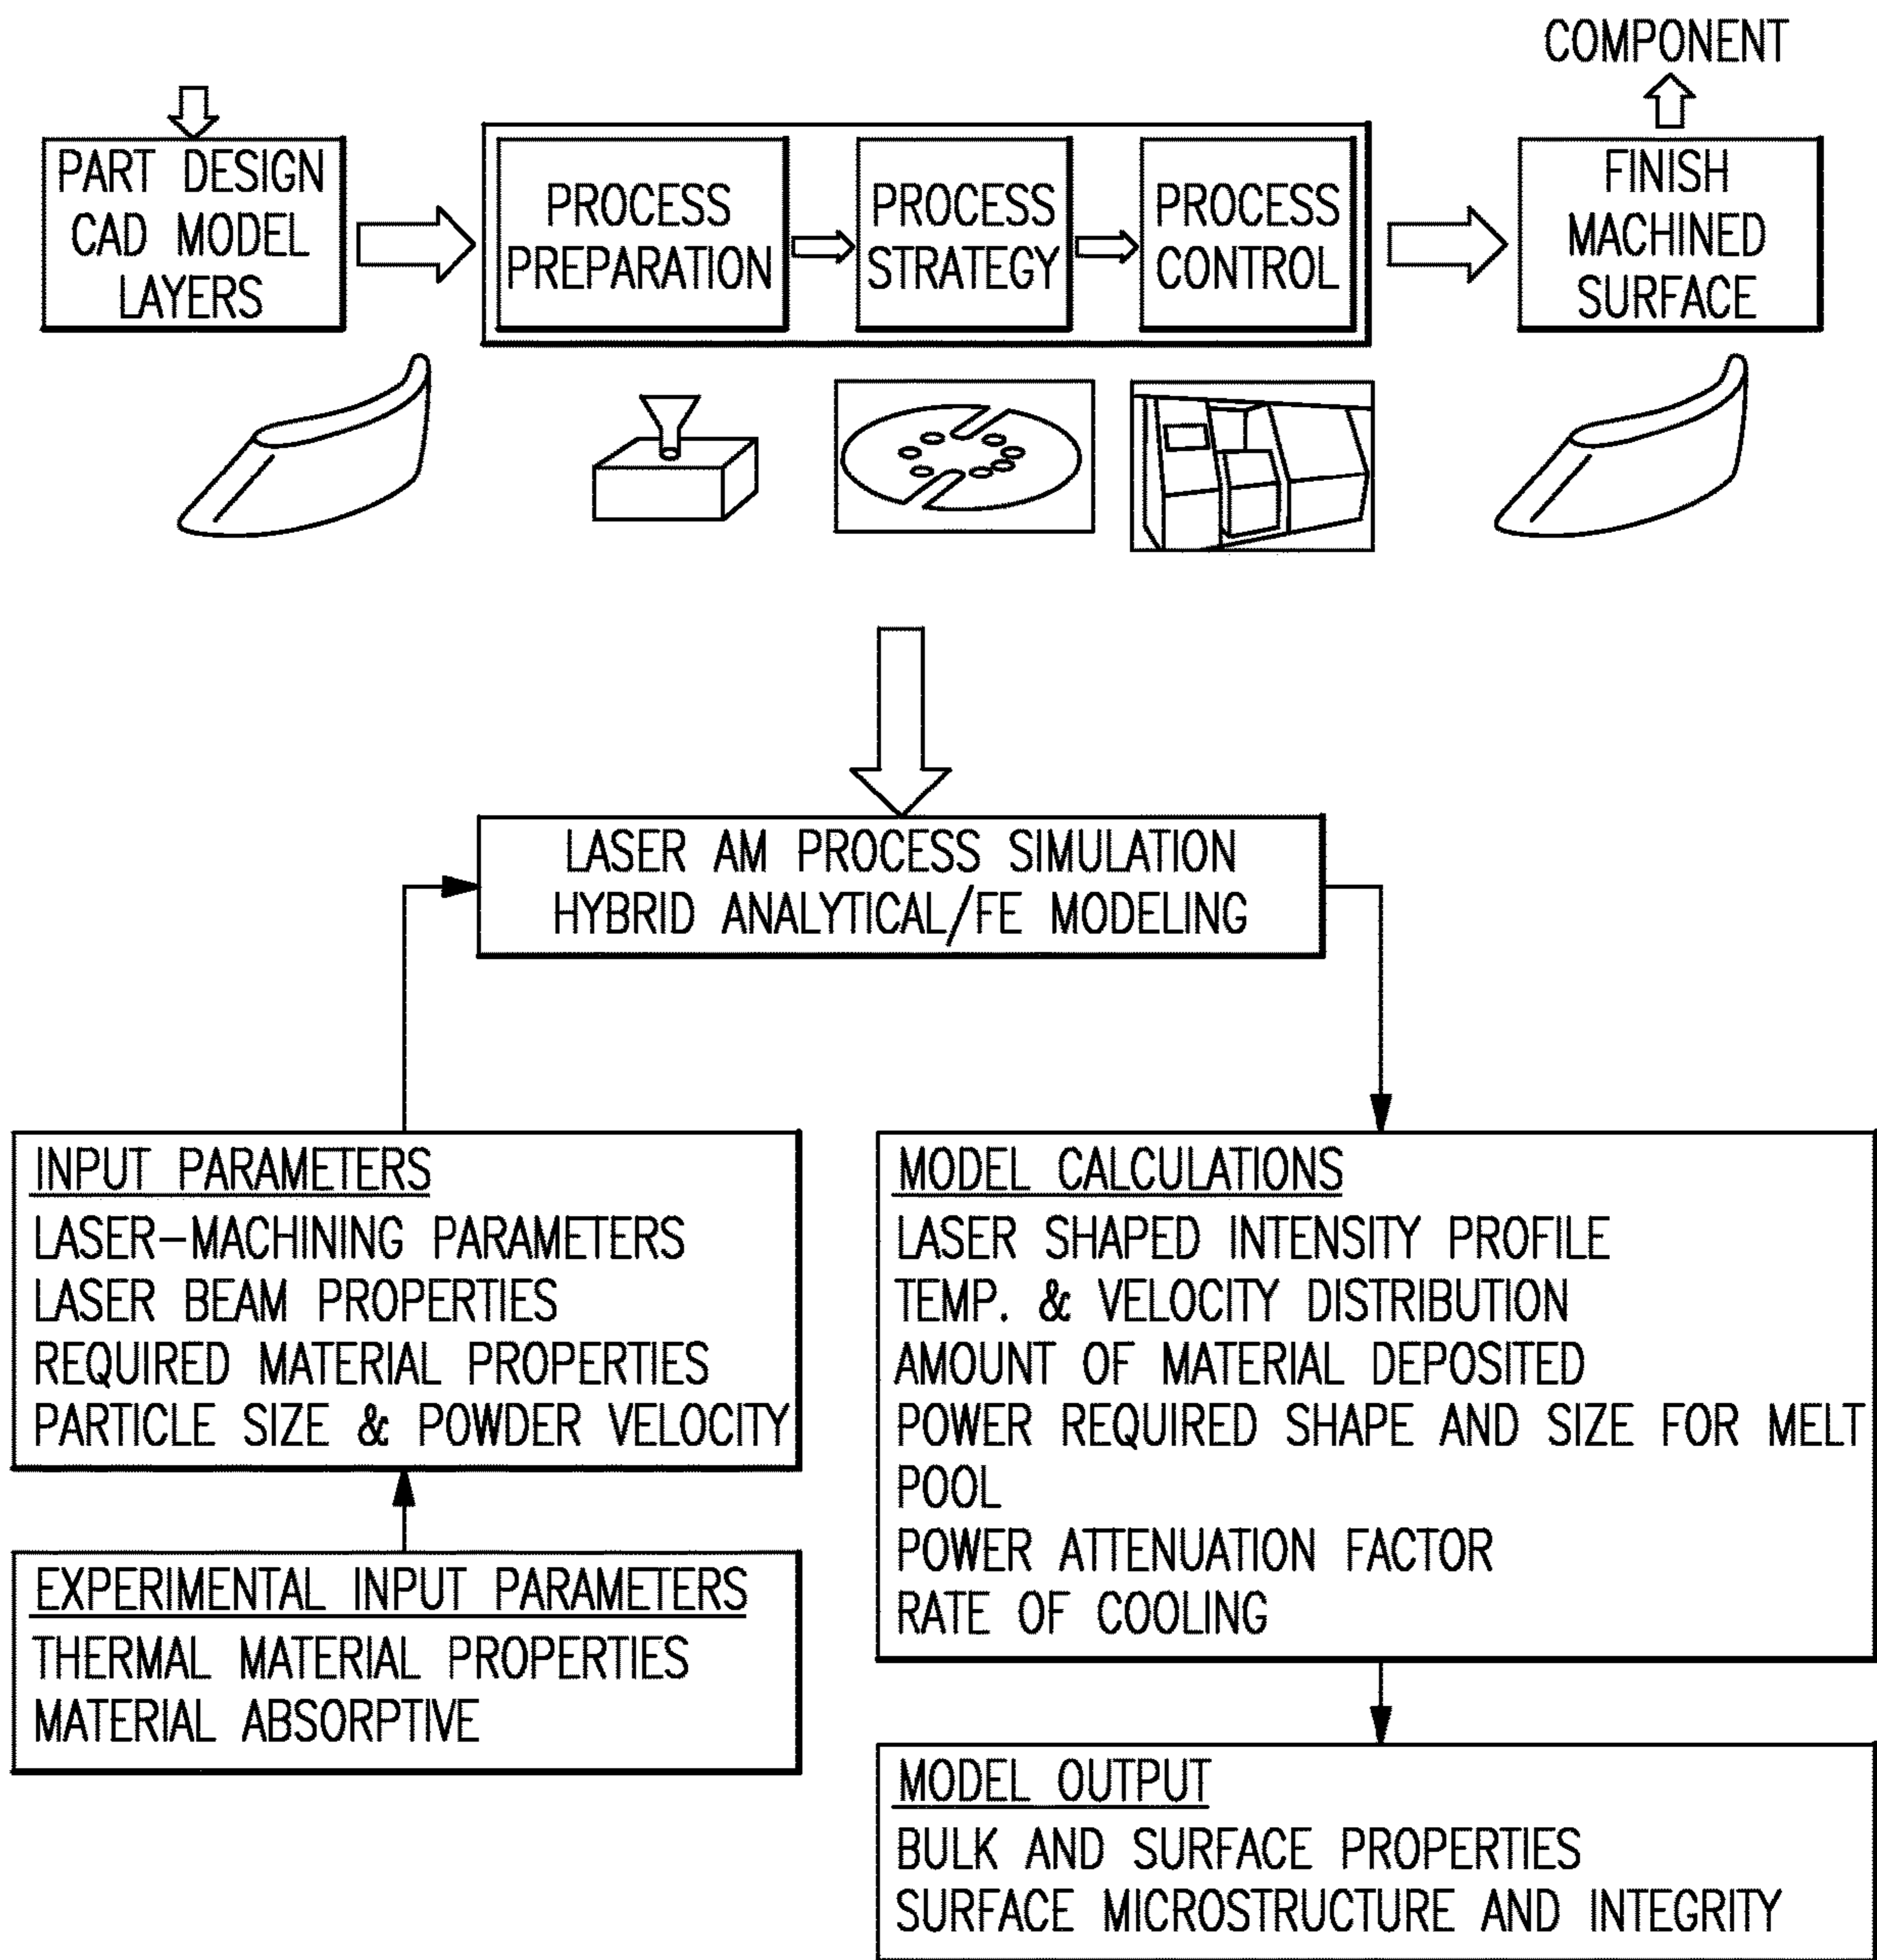 COMPONENT
PART DESIGN
CAD MODEL
LAYERS
PROCESS
PREPARATION
PROCESS
STRATEGY
PROCESS
CONTROL
FINISH
MACHINED
SURFACE
LASER AM PROCESS SIMULATION
HYBRID ANALYTICAL/FE MODELING
INPUT PARAMETERS
LASER-MACHINING PARAMETERS
LASER BEAM PROPERTIES
REQUIRED MATERIAL PROPERTIES
PARTICLE SIZE & POWDER VELOCITY
EXPERIMENTAL INPUT PARAMETERS
THERMAL MATERIAL PROPERTIES
MATERIAL ABSORPTIVE
MODEL CALCULATIONS
LASER SHAPED INTENSITY PROFILE
TEMP. & VELOCITY DISTRIBUTION
AMOUNT OF MATERIAL DEPOSITED
POWER REQUIRED SHAPE AND SIZE FOR MELT
POOL
POWER ATTENUATION FACTOR
RATE OF COOLING
MODEL OUTPUT
BULK AND SURFACE PROPERTIES
SURFACE MICROSTRUCTURE AND INTEGRITY